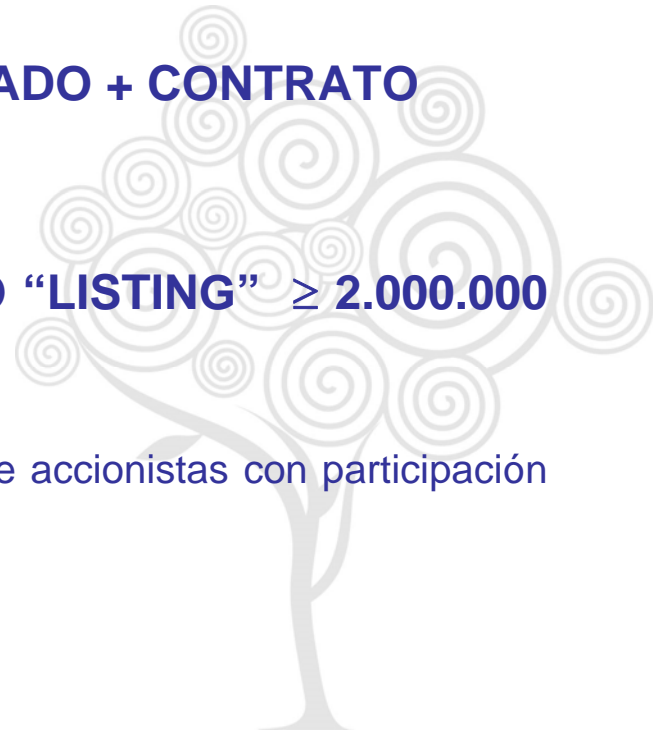 ADO + CONTRATO
O “LISTING” ≥ 2.000.000
e accionistas con participación